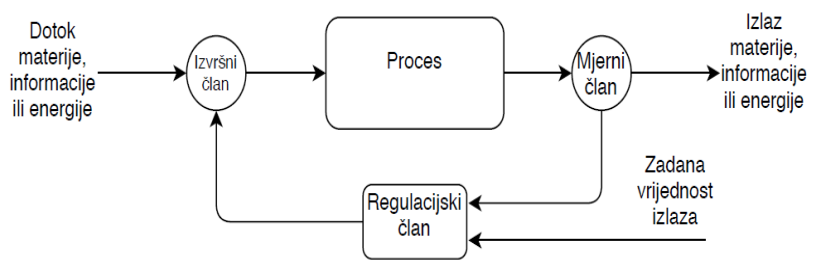 Dotok
materije,
informacije
ili energije
Izvršni
član
Proces
Mjerni
član
Izlaz
materije,
informacije
ili energije
Regulacijski
član
Zadana
vrijednost
izlaza